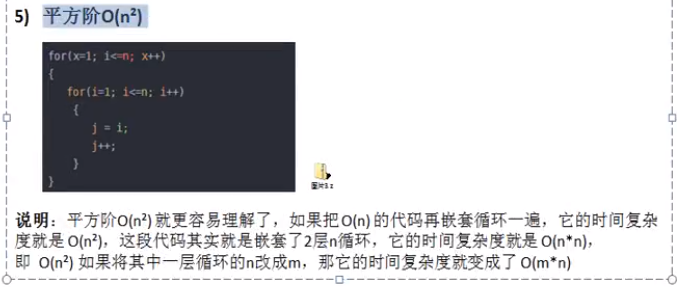 5) 平方阶O(n²)
for(x=1; i<=n; x++)
{
for(i=1; i<=n; i++)
{
j = i;
j++;
}
}
说明：平方阶O(n²)就更容易理解了，如果把O(n)的代码再嵌套循环一遍，它的时间复杂
度就是O(n²)，这段代码其实就是嵌套了2层n循环，它的时间复杂度就是O(n*n)，
即 O(n²) 如果将其中一层循环的n改成m，那它的时间复杂度就变成了O(m*n)